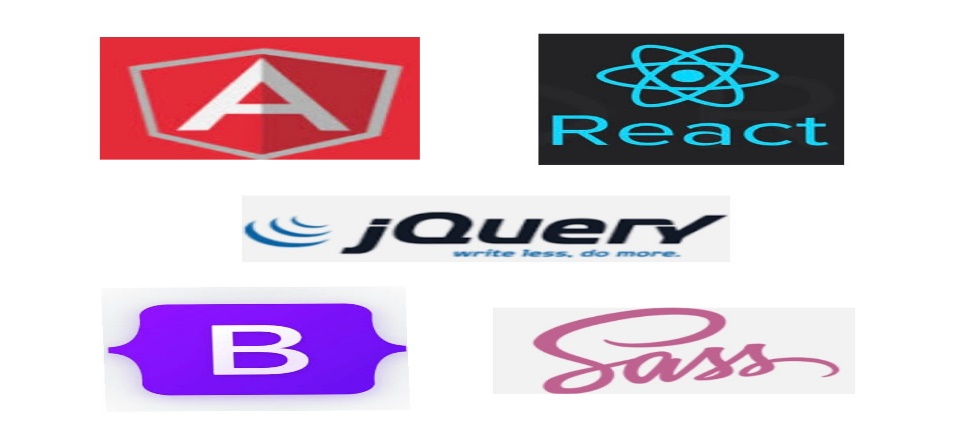 A
React
jQuery
write less, do more.
B
Sass